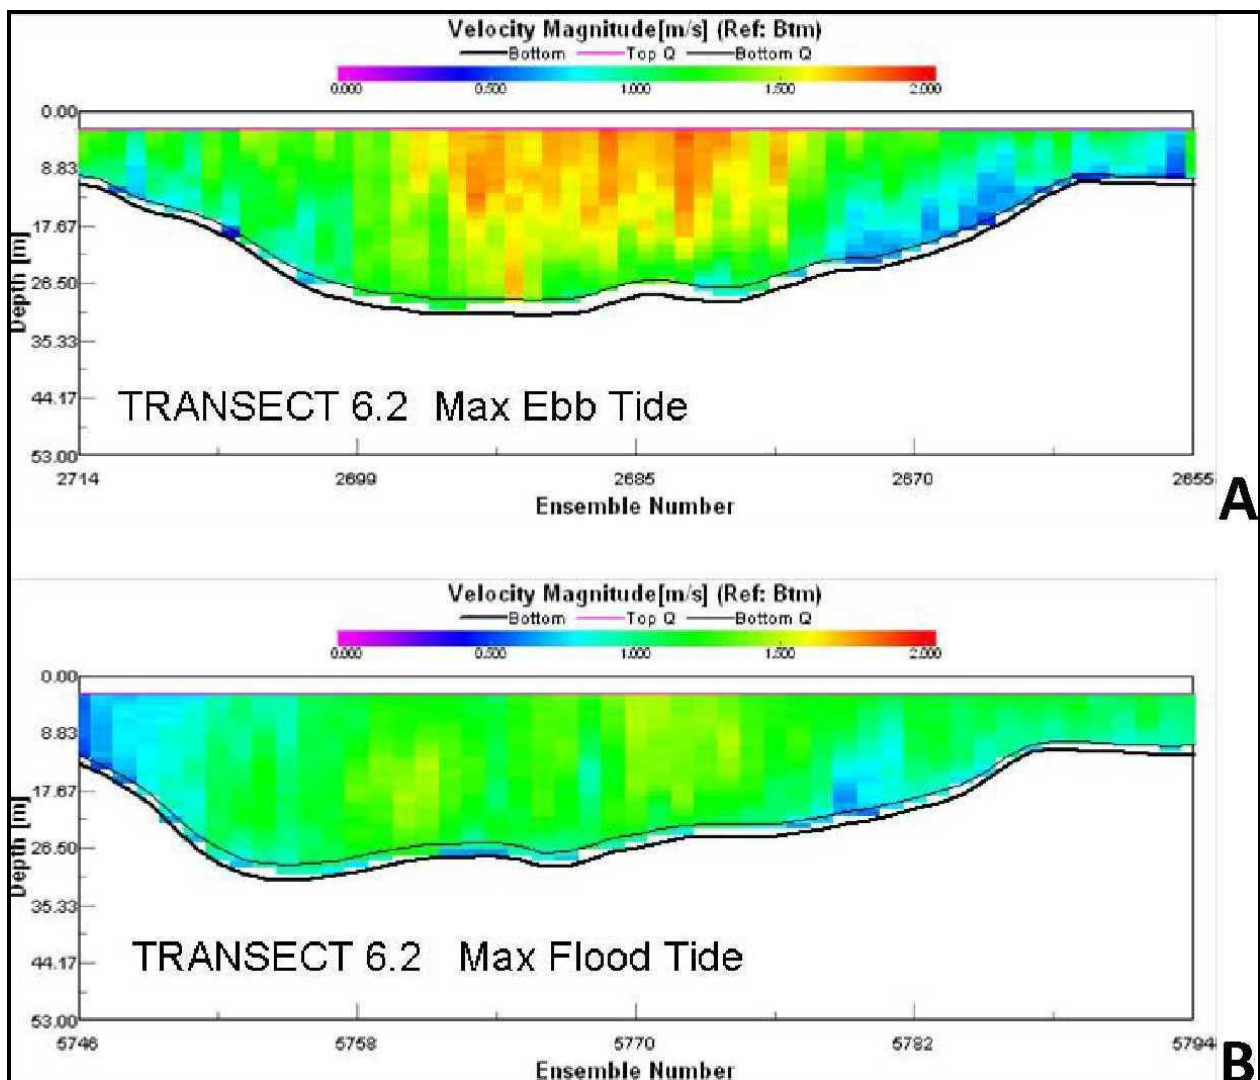 Velocity Magnitude[m/s] (Ref: Btm)
Bottom Top Q Bottom Q
0.000 0.500 1.000 1.500 2.000
0.00
8.83
17.67
26.50
35.33
44.17
53.00
Depth [m]
TRANSECT 6.2 Max Ebb Tide
2714 2699 2685 2670 2655
Ensemble Number
A
Velocity Magnitude[m/s] (Ref: Btm)
Bottom Top Q Bottom Q
0.000 0.500 1.000 1.500 2.000
0.00
8.83
17.67
26.50
35.33
44.17
53.00
Depth [m]
TRANSECT 6.2 Max Flood Tide
5746 5758 5770 5782 5794
Ensemble Number
B